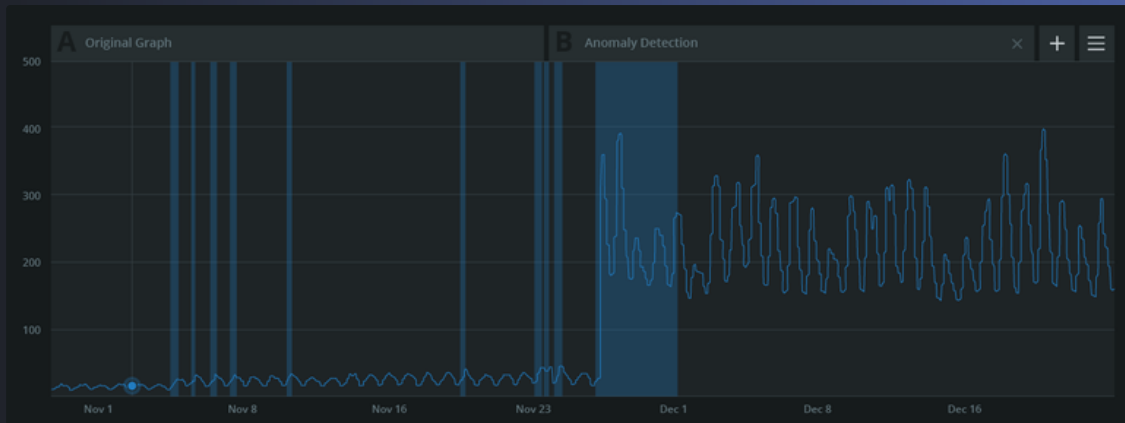 A Original Graph
B Anomaly Detection
500
400
300
200
100
Nov 1 Nov 8 Nov 16 Nov 23 Dec 1 Dec 8 Dec 16